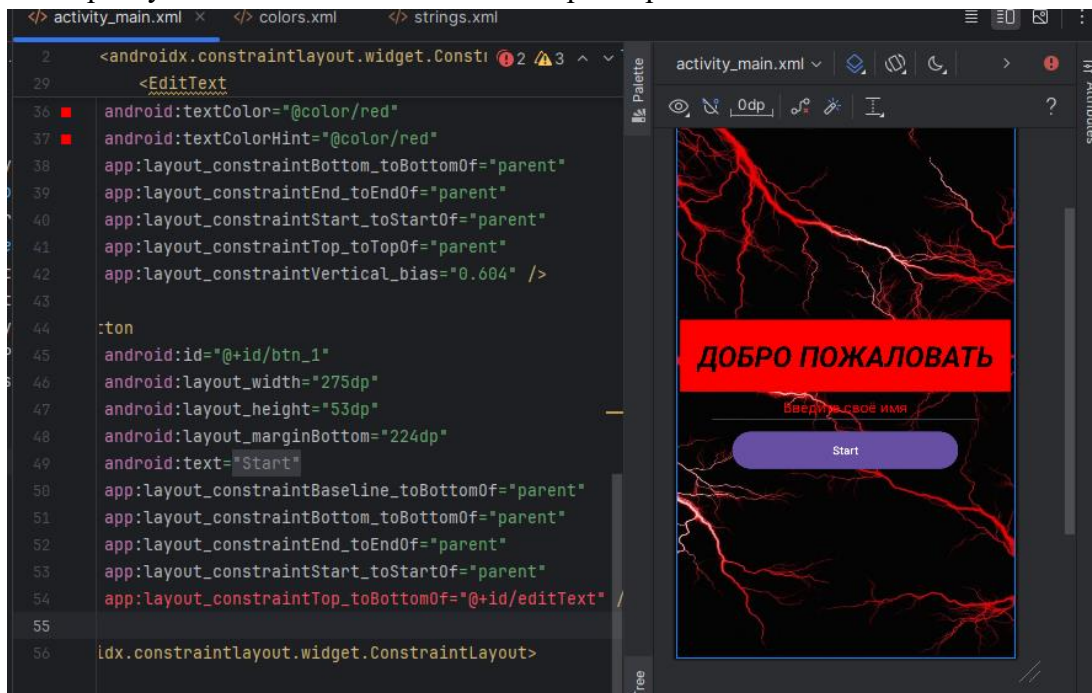 activity_main.xml
colors.xml
strings.xml
2 <androidx.constraintlayout.widget.Constr 2 3
29 <EditText
36 android:textColor="@color/red"
37 android:textColorHint="@color/red"
38 app:layout_constraintBottom_toBottomOf="parent"
39 app:layout_constraintEnd_toEndOf="parent"
40 app:layout_constraintStart_toStartOf="parent"
41 app:layout_constraintTop_toTopOf="parent"
42 app:layout_constraintVertical_bias="0.604" />
43
44 tton
45 android:id="@+id/btn_1"
46 android:layout_width="275dp"
47 android:layout_height="53dp"
48 android:layout_marginBottom="224dp"
49 android:text="Start"
50 app:layout_constraintBaseline_toBottomOf="parent"
51 app:layout_constraintBottom_toBottomOf="parent"
52 app:layout_constraintEnd_toEndOf="parent"
53 app:layout_constraintStart_toStartOf="parent"
54 app:layout_constraintTop_toBottomOf="@+id/editText" /
55
56 idx.constraintlayout.widget.ConstraintLayout>
Palette
activity_main.xml
0dp
?
Attributes
ДОБРО ПОЖАЛОВАТЬ
Введите своё имя
Start